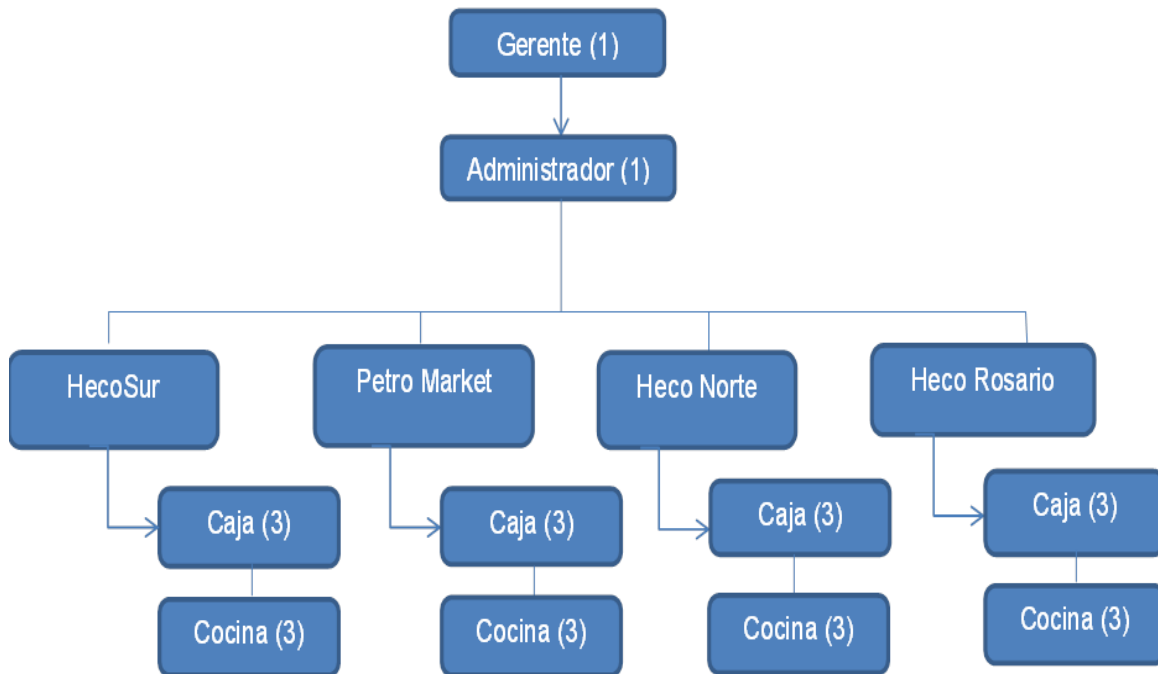 Gerente (1)
Administrador (1)
HecoSur
Petro Market
Heco Norte
Heco Rosario
Caja (3)
Caja (3)
Caja (3)
Caja (3)
Cocina (3)
Cocina (3)
Cocina (3)
Cocina (3)